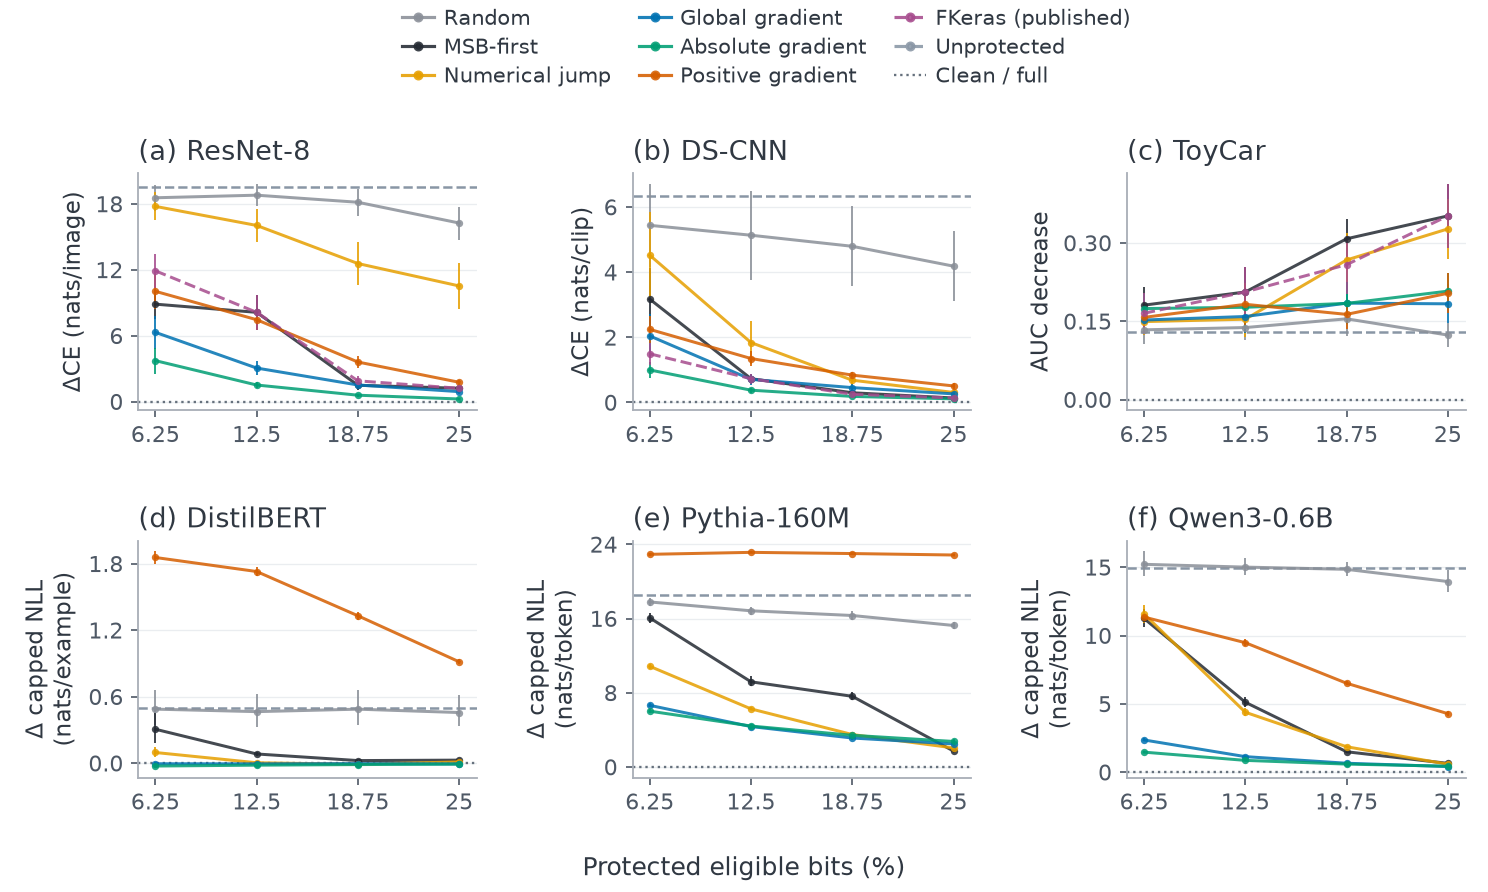 Random
Global gradient
FKeras (published)
MSB-first
Absolute gradient
Unprotected
Numerical jump
Positive gradient
Clean / full
(a) ResNet-8
ΔCE (nats/image)
18
12
6
0
6.25 12.5 18.75 25
(b) DS-CNN
ΔCE (nats/clip)
6
4
2
0
6.25 12.5 18.75 25
(c) ToyCar
AUC decrease
0.30
0.15
0.00
6.25 12.5 18.75 25
(d) DistilBERT
Δ capped NLL
(nats/example)
1.8
1.2
0.6
0.0
6.25 12.5 18.75 25
(e) Pythia-160M
Δ capped NLL
(nats/token)
24
16
8
0
6.25 12.5 18.75 25
(f) Qwen3-0.6B
Δ capped NLL
(nats/token)
15
10
5
0
6.25 12.5 18.75 25
Protected eligible bits (%)